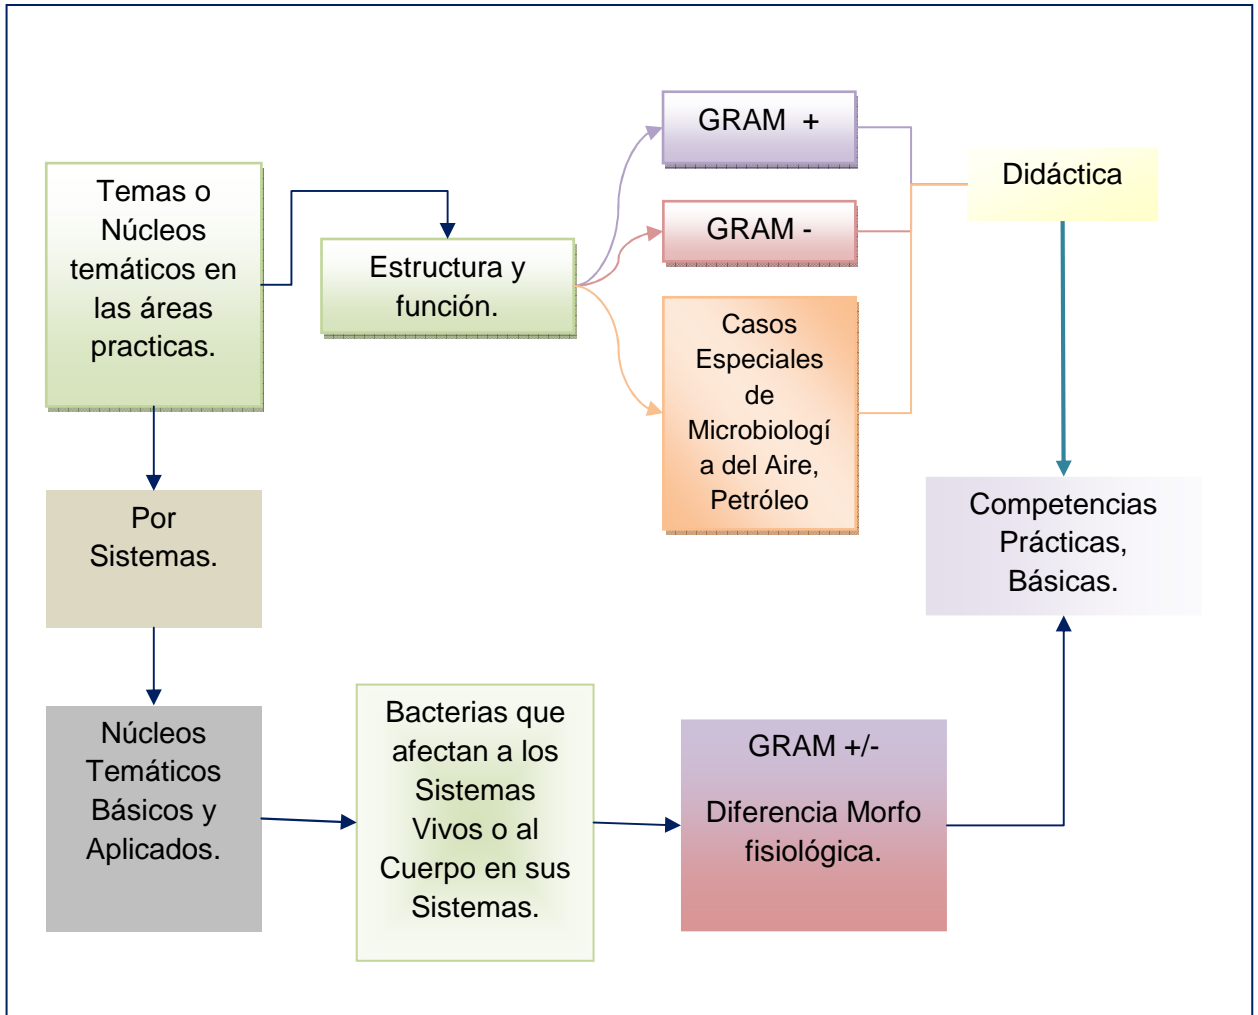 GRAM +
Temas o
Núcleos
temáticos en
las áreas
practicas.
Estructura y
función.
GRAM -
Didáctica
Casos
Especiales
de
Microbiologí
a del Aire,
Petróleo
Por
Sistemas.
Competencias
Prácticas,
Básicas.
Núcleos
Temáticos
Básicos y
Aplicados.
Bacterias que
afectan a los
Sistemas
Vivos o al
Cuerpo en sus
Sistemas.
GRAM +/-
Diferencia Morfo
fisiológica.